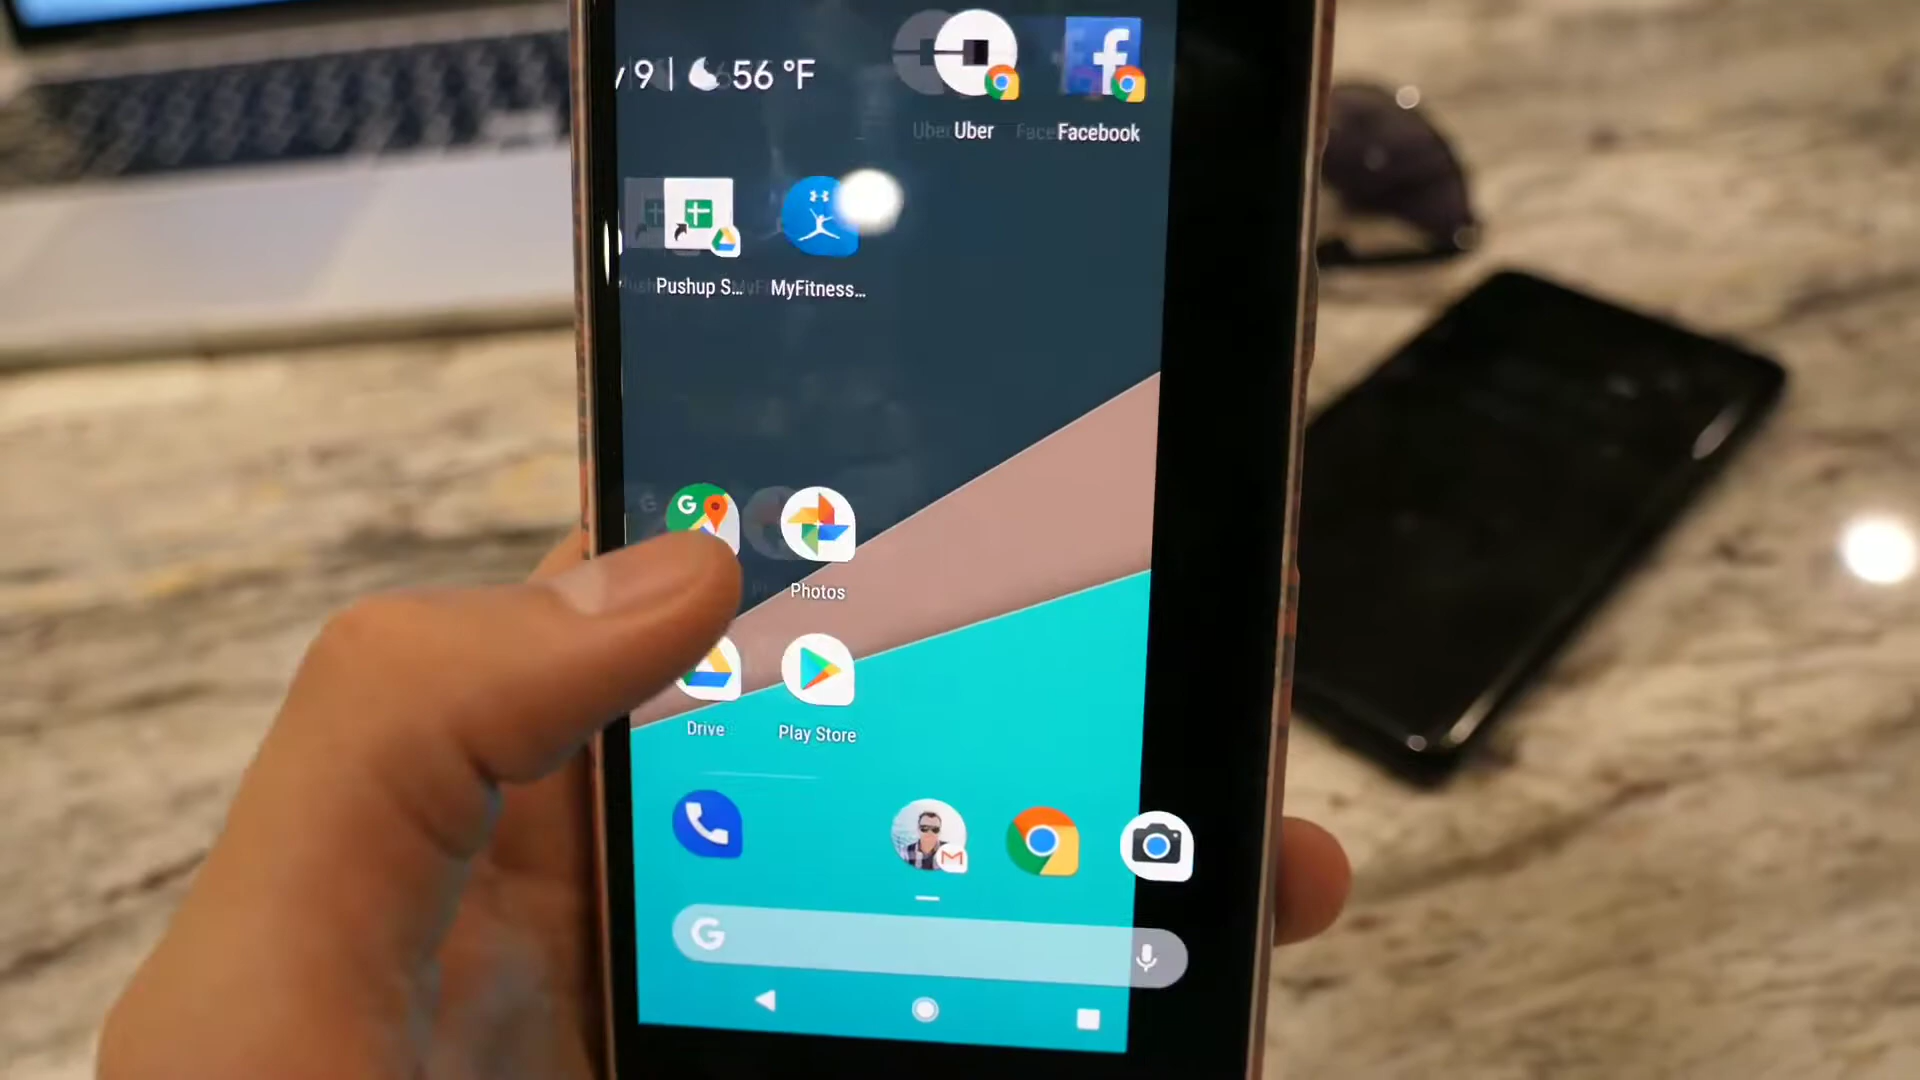 9 | 56 °F
Uber Facebook
Pushup S... MyFitness...
G
Photos
Drive Play Store
G